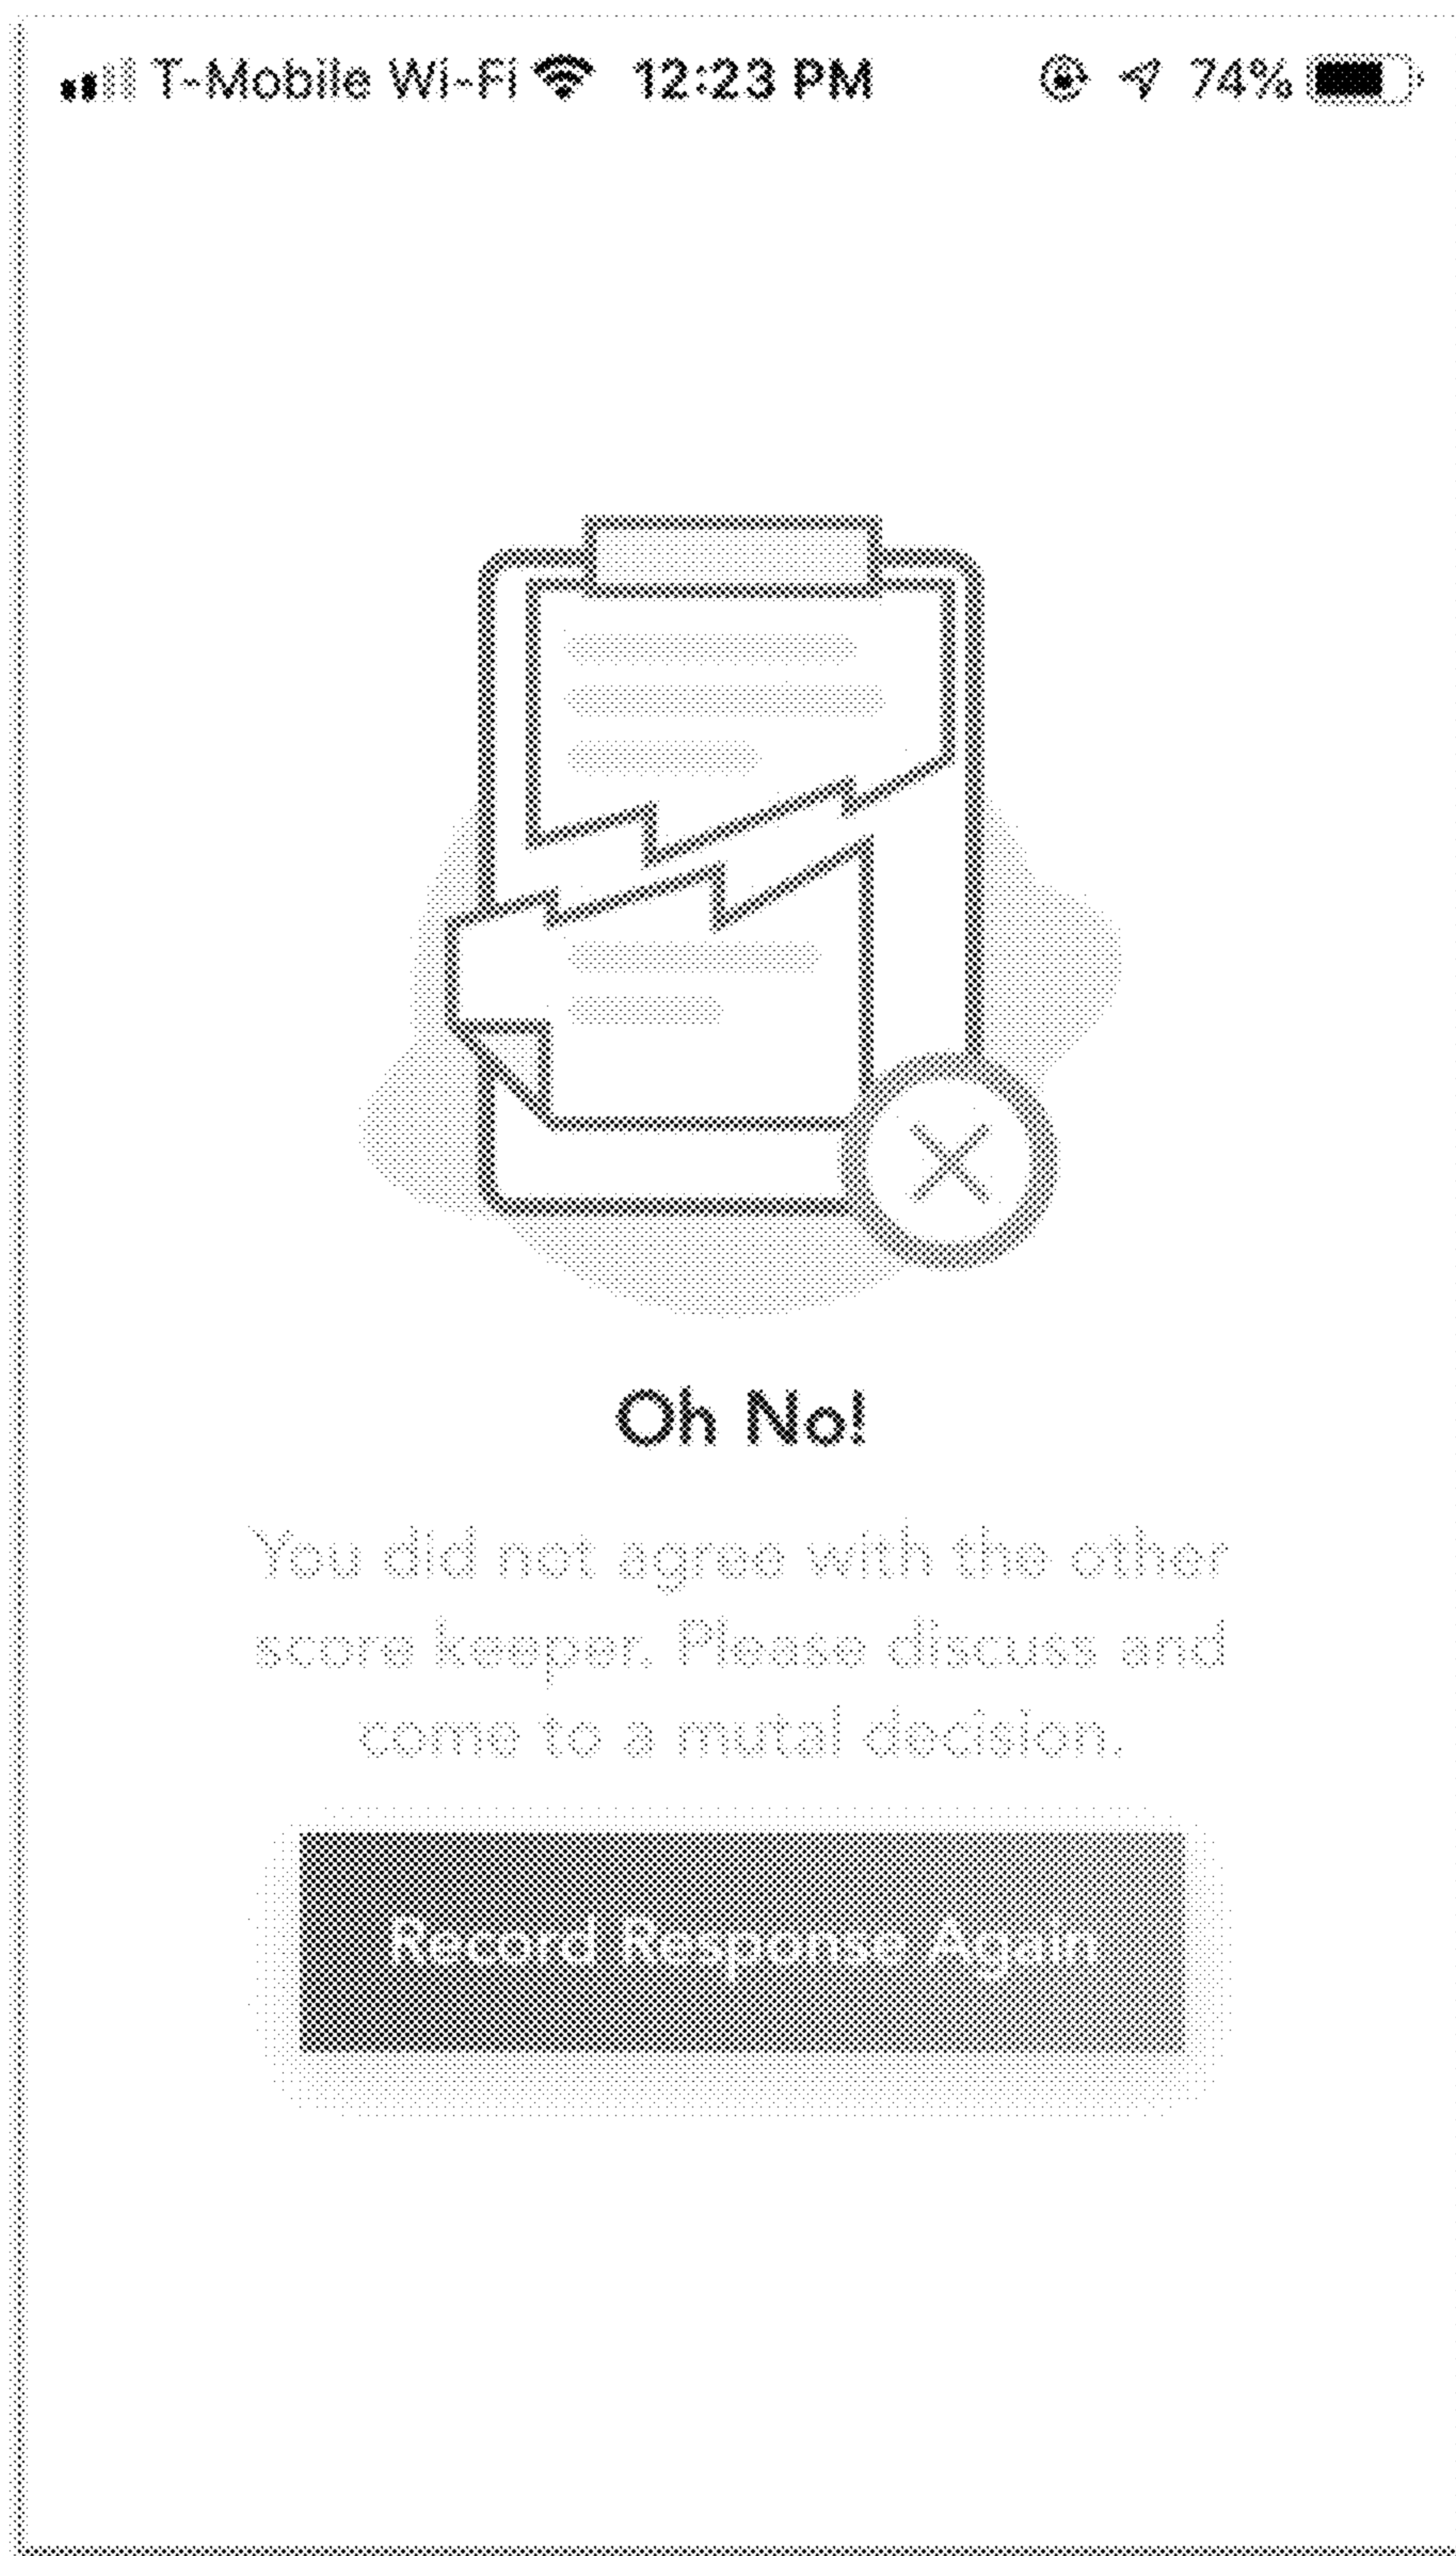 T-Mobile Wi-Fi 12:23 PM 74%
Oh No!
You did not agree with the other
score keeper. Please discuss and
come to a mutal decision.
Record Response Again